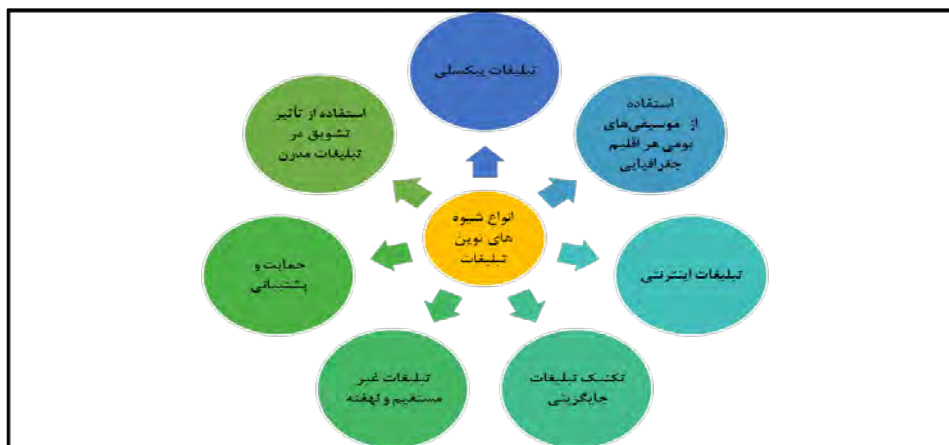 تبلیغات پیکسلی
استفاده
از موسیقی‌های
بومی هر اقلیم
جغرافیایی
تبلیغات اینترنتی
تکنیک تبلیغات
جایگزینی
تبلیغات غیر
مستقیم و نهفته
حمایت و
پشتیبانی
استفاده از تأثیر
تشویق در
تبلیغات مدرن
انواع شیوه
های نوین
تبلیغات